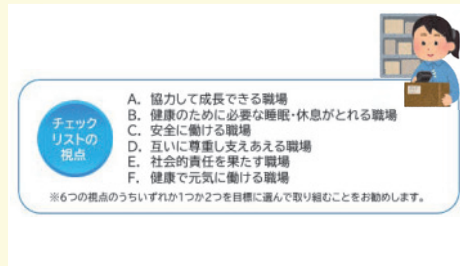 チェック
リストの
視点
A. 協力して成長できる職場
B. 健康のために必要な睡眠・休息がとれる職場
C. 安全に働ける職場
D. 互いに尊重し支えあえる職場
E. 社会的責任を果たす職場
F. 健康で元気に働ける職場
※6つの視点のうちいずれか1つか2つを目標に選んで取り組むことをお勧めします。